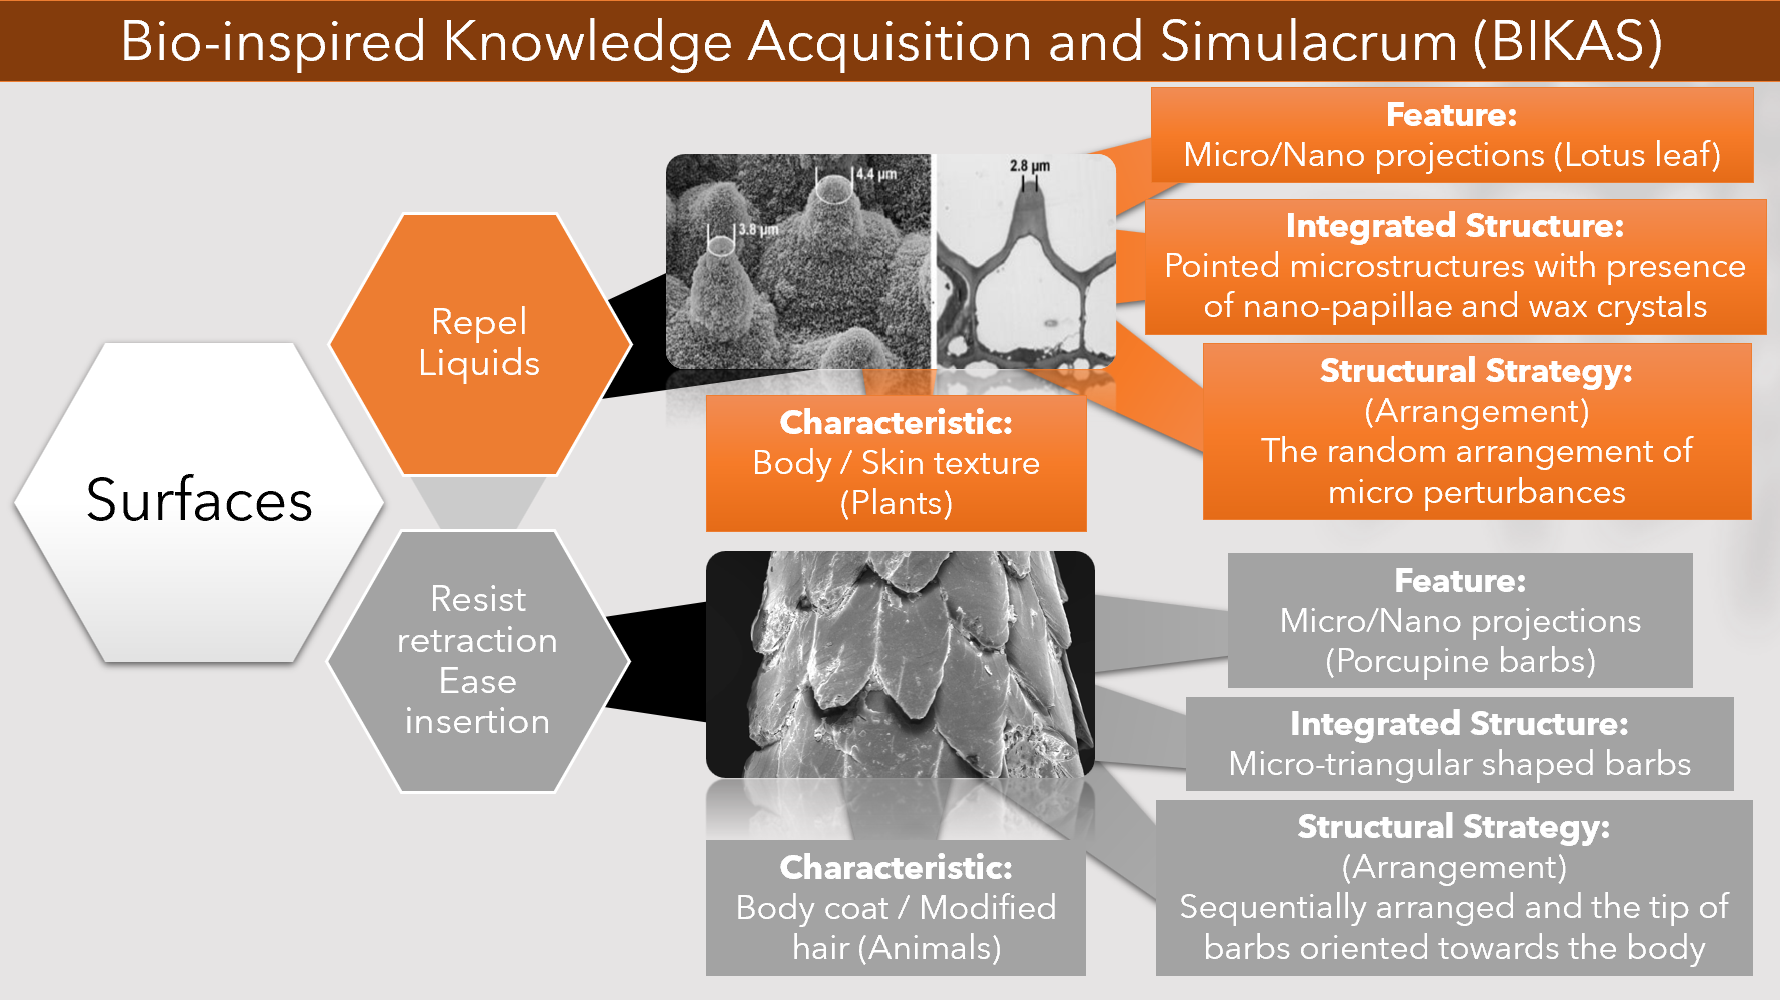 Bio-inspired Knowledge Acquisition and Simulacrum (BIKAS)
Surfaces
Repel
Liquids
4.4 µm
3.8 µm
2.8 µm
Feature:
Micro/Nano projections (Lotus leaf)
Integrated Structure:
Pointed microstructures with presence
of nano-papillae and wax crystals
Structural Strategy:
(Arrangement)
The random arrangement of
micro perturbances
Characteristic:
Body / Skin texture
(Plants)
Resist
retraction
Ease
insertion
Feature:
Micro/Nano projections
(Porcupine barbs)
Integrated Structure:
Micro-triangular shaped barbs
Structural Strategy:
(Arrangement)
Sequentially arranged and the tip of
barbs oriented towards the body
Characteristic:
Body coat / Modified
hair (Animals)